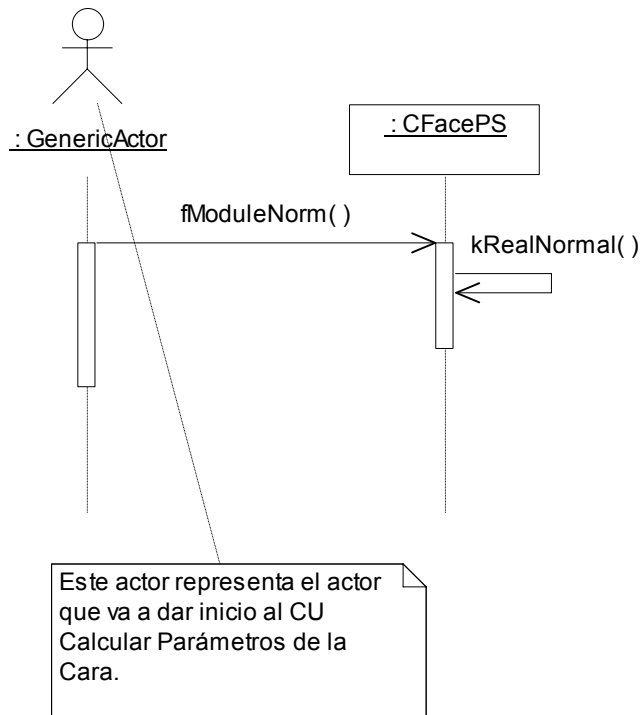 : GenericActor
: CFacePS
fModuleNorm( )
kRealNormal( )
Este actor representa el actor
que va a dar inicio al CU
Calcular Parámetros de la
Cara.